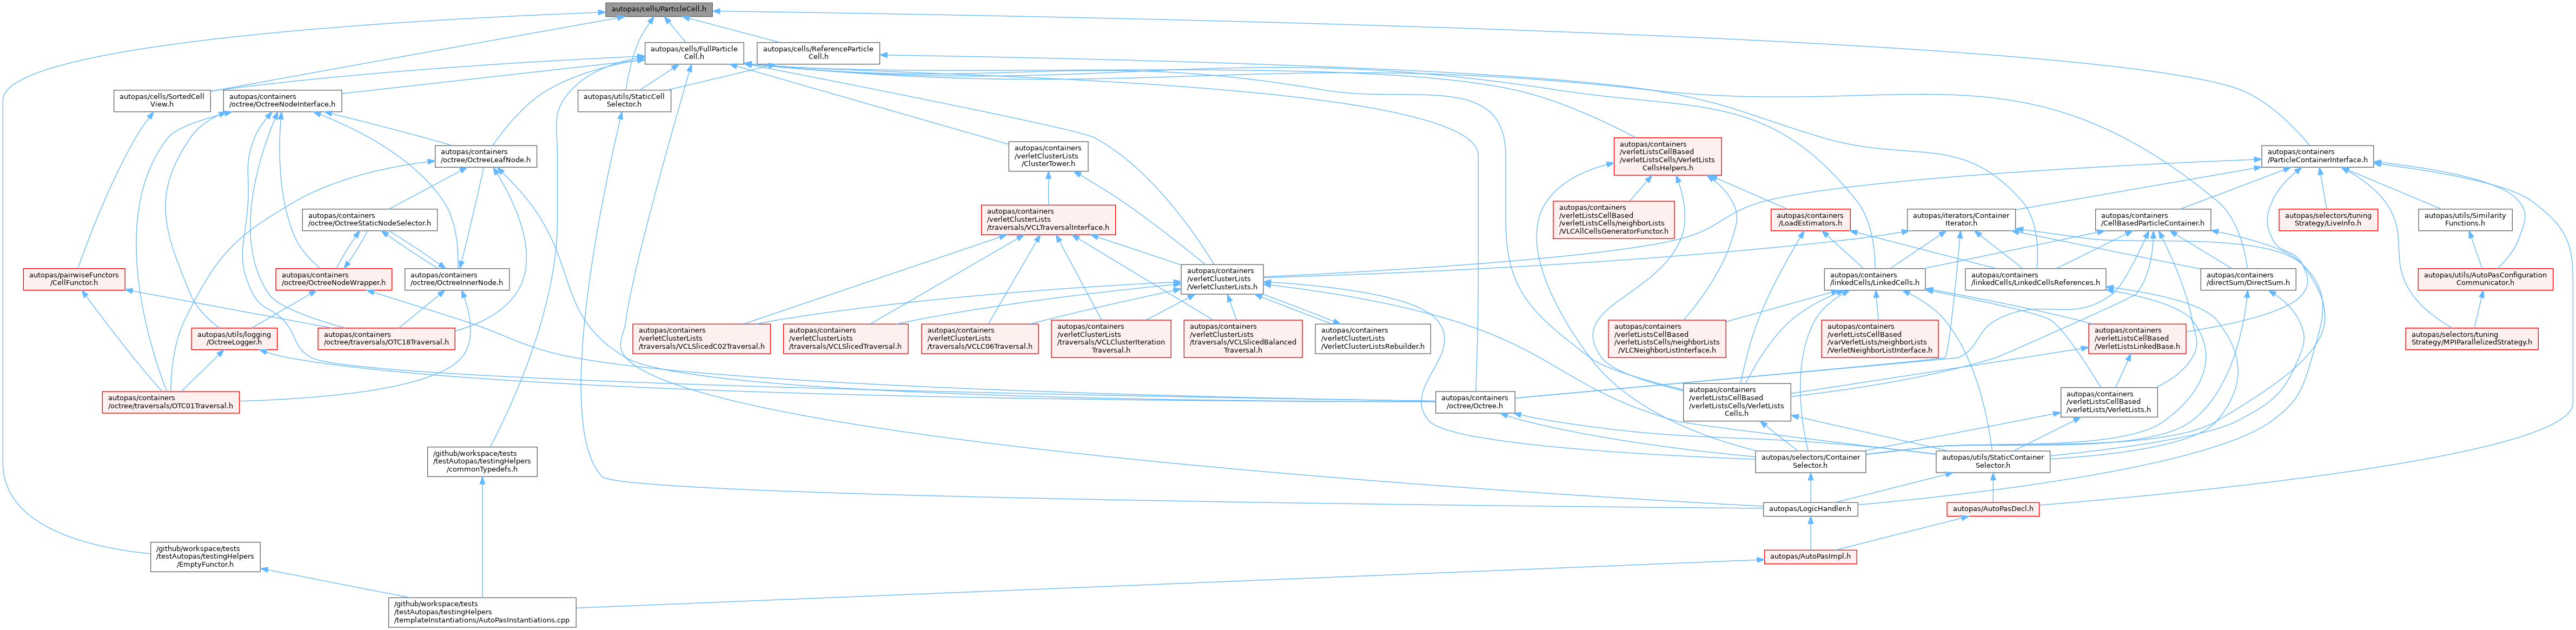 autopas/cells/ParticleCell.h
autopas/cells/FullParticle
Cell.h
autopas/cells/ReferenceParticle
Cell.h
autopas/cells/SortedCell
View.h
autopas/containers
/octree/OctreeNodeInterface.h
autopas/utils/StaticCell
Selector.h
autopas/containers
/octree/OctreeLeafNode.h
autopas/containers
/verletClusterLists
/ClusterTower.h
autopas/containers
/verletListsCellBased
/verletListsCells/VerletLists
CellsHelpers.h
autopas/containers
/ParticleContainerInterface.h
autopas/containers
/octree/OctreeStaticNodeSelector.h
autopas/containers
/verletClusterLists
/traversals/VCLTraversalInterface.h
autopas/containers
/verletListsCellBased
/verletListsCells/neighborLists
/VLCAllCellsGeneratorFunctor.h
autopas/containers
/LoadEstimators.h
autopas/iterators/Container
Iterator.h
autopas/containers
/CellBasedParticleContainer.h
autopas/selectors/tuning
Strategy/LiveInfo.h
autopas/utils/Similarity
Functions.h
autopas/pairwiseFunctors
/CellFunctor.h
autopas/containers
/octree/OctreeNodeWrapper.h
autopas/containers
/octree/OctreeInnerNode.h
autopas/containers
/verletClusterLists
/VerletClusterLists.h
autopas/containers
/linkedCells/LinkedCells.h
autopas/containers
/linkedCells/LinkedCellsReferences.h
autopas/containers
/directSum/DirectSum.h
autopas/utils/AutoPasConfiguration
Communicator.h
autopas/utils/logging
/OctreeLogger.h
autopas/containers
/octree/traversals/OTC18Traversal.h
autopas/containers
/verletClusterLists
/traversals/VCLSlicedC02Traversal.h
autopas/containers
/verletClusterLists
/traversals/VCLSlicedTraversal.h
autopas/containers
/verletClusterLists
/traversals/VCLC06Traversal.h
autopas/containers
/verletClusterLists
/traversals/VCLClusterIteration
Traversal.h
autopas/containers
/verletClusterLists
/traversals/VCLSlicedBalanced
Traversal.h
autopas/containers
/verletClusterLists
/VerletClusterListsRebuilder.h
autopas/containers
/verletListsCellBased
/verletListsCells/neighborLists
/VLCNeighborListInterface.h
autopas/containers
/verletListsCellBased
/varVerletLists/neighborLists
/VerletNeighborListInterface.h
autopas/containers
/verletListsCellBased
/VerletListsLinkedBase.h
autopas/selectors/tuning
Strategy/MPIParallelizedStrategy.h
autopas/containers
/octree/traversals/OTC01Traversal.h
autopas/containers
/octree/Octree.h
autopas/containers
/verletListsCellBased
/verletListsCells/VerletLists
Cells.h
autopas/containers
/verletListsCellBased
/verletLists/VerletLists.h
/github/workspace/tests
/testAutopas/testingHelpers
/commonTypedefs.h
autopas/selectors/Container
Selector.h
autopas/utils/StaticContainer
Selector.h
autopas/LogicHandler.h
autopas/AutoPasDecl.h
/github/workspace/tests
/testAutopas/testingHelpers
/EmptyFunctor.h
autopas/AutoPasImpl.h
/github/workspace/tests
/testAutopas/testingHelpers
/templateInstantiations/AutoPasInstantiations.cpp